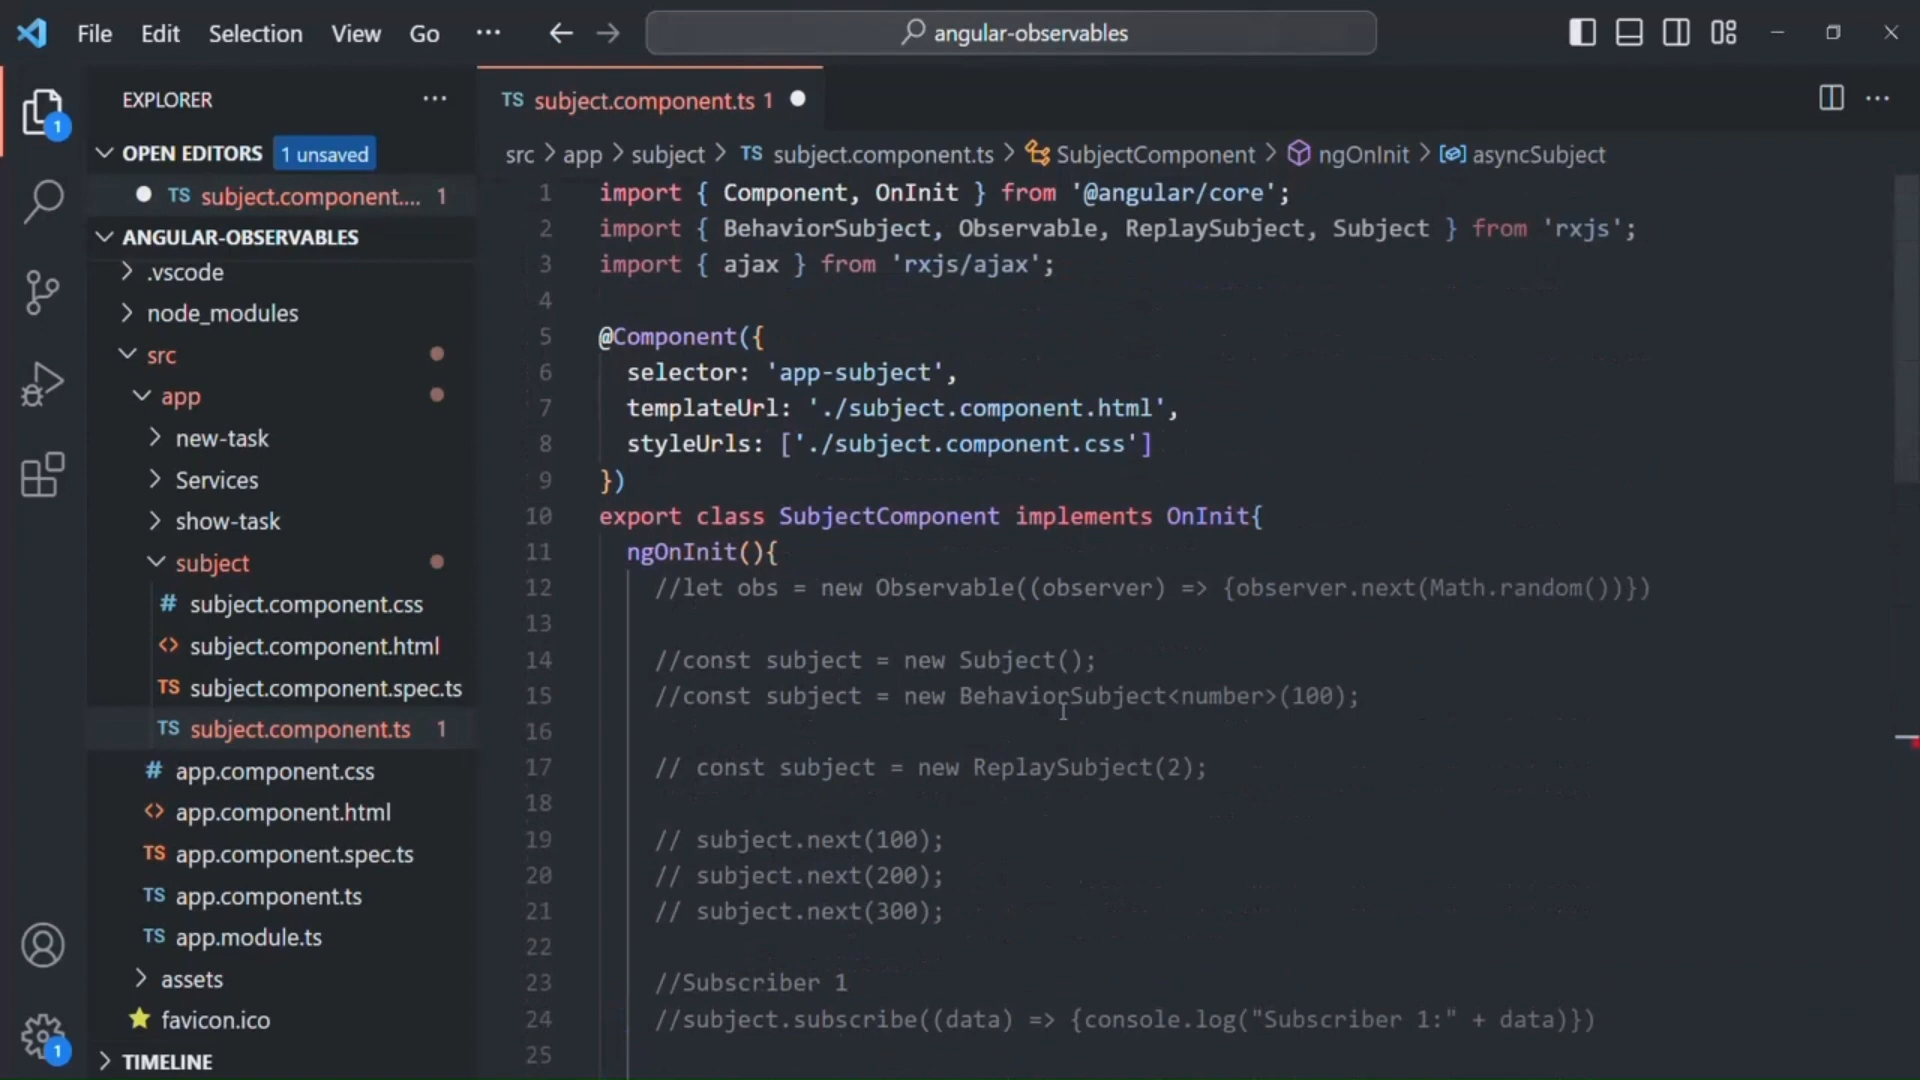 File Edit Selection View Go ··· angular-observables
EXPLORER ···
OPEN EDITORS 1 unsaved
TS subject.component.... 1
ANGULAR-OBSERVABLES
.vscode
node_modules
src
app
new-task
Services
show-task
subject
# subject.component.css
<> subject.component.html
TS subject.component.spec.ts
TS subject.component.ts 1
# app.component.css
<> app.component.html
TS app.component.spec.ts
TS app.component.ts
TS app.module.ts
assets
favicon.ico
TIMELINE
1
1
TS subject.component.ts 1
src > app > subject > TS subject.component.ts > SubjectComponent > ngOnInit > asyncSubject
1 import { Component, OnInit } from '@angular/core';
2 import { BehaviorSubject, Observable, ReplaySubject, Subject } from 'rxjs';
3 import { ajax } from 'rxjs/ajax';
4
5 @Component({
6 selector: 'app-subject',
7 templateUrl: './subject.component.html',
8 styleUrls: ['./subject.component.css']
9 })
10 export class SubjectComponent implements OnInit{
11 ngOnInit(){
12 //let obs = new Observable((observer) => {observer.next(Math.random())})
13
14 //const subject = new Subject();
15 //const subject = new BehaviorSubject<number>(100);
16
17 // const subject = new ReplaySubject(2);
18
19 // subject.next(100);
20 // subject.next(200);
21 // subject.next(300);
22
23 //Subscriber 1
24 //subject.subscribe((data) => {console.log("Subscriber 1:" + data)})
25